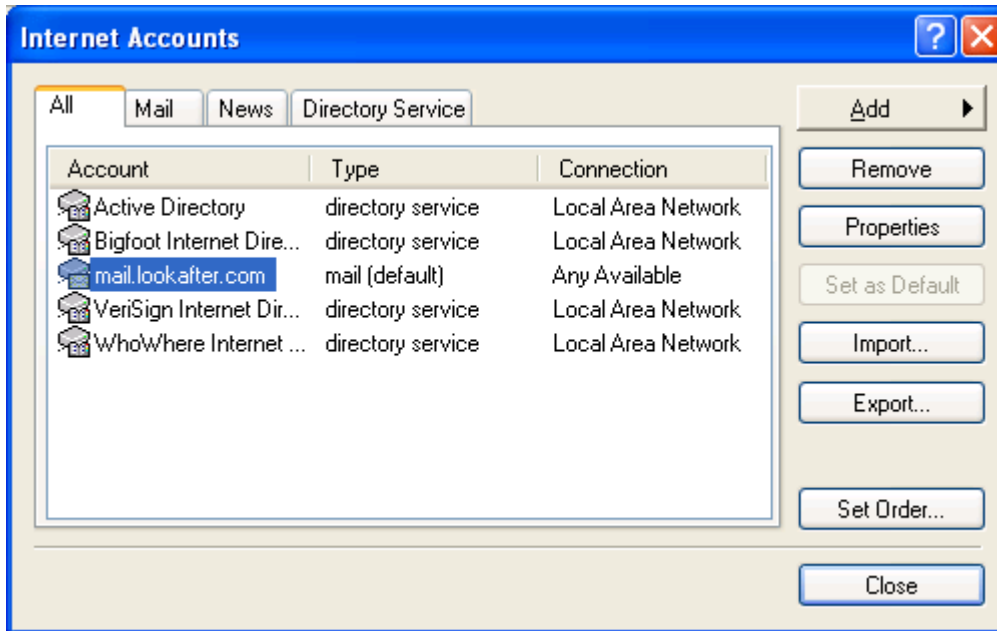 Internet Accounts
All Mail News Directory Service
Account Type Connection
Active Directory directory service Local Area Network
Bigfoot Internet Dire... directory service Local Area Network
mail.lookafter.com mail (default) Any Available
VeriSign Internet Dir... directory service Local Area Network
WhoWhere Internet ... directory service Local Area Network
Add
Remove
Properties
Set as Default
Import...
Export...
Set Order...
Close